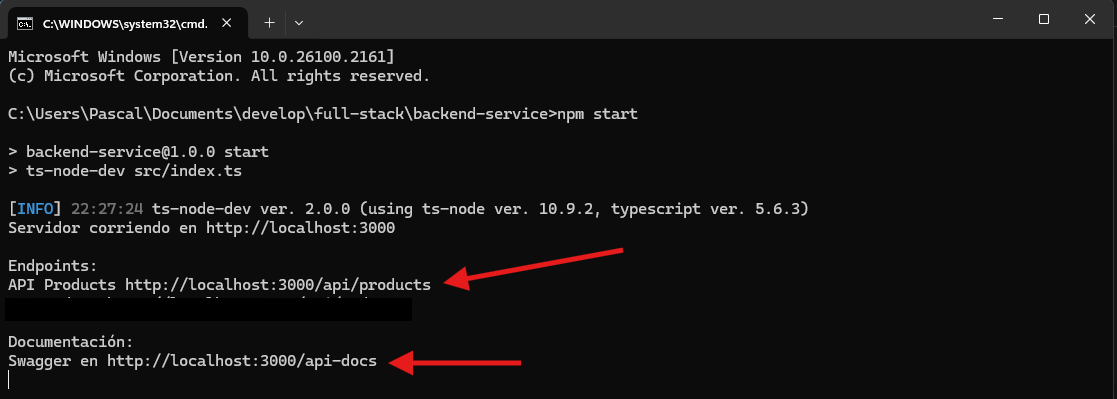 C:\WINDOWS\system32\cmd.
Microsoft Windows [Version 10.0.26100.2161]
(c) Microsoft Corporation. All rights reserved.
C:\Users\Pascal\Documents\develop\full-stack\backend-service>npm start
> backend-service@1.0.0 start
> ts-node-dev src/index.ts
[INFO] 22:27:24 ts-node-dev ver. 2.0.0 (using ts-node ver. 10.9.2, typescript ver. 5.6.3)
Servidor corriendo en http://localhost:3000
Endpoints:
API Products http://localhost:3000/api/products
Documentación:
Swagger en http://localhost:3000/api-docs